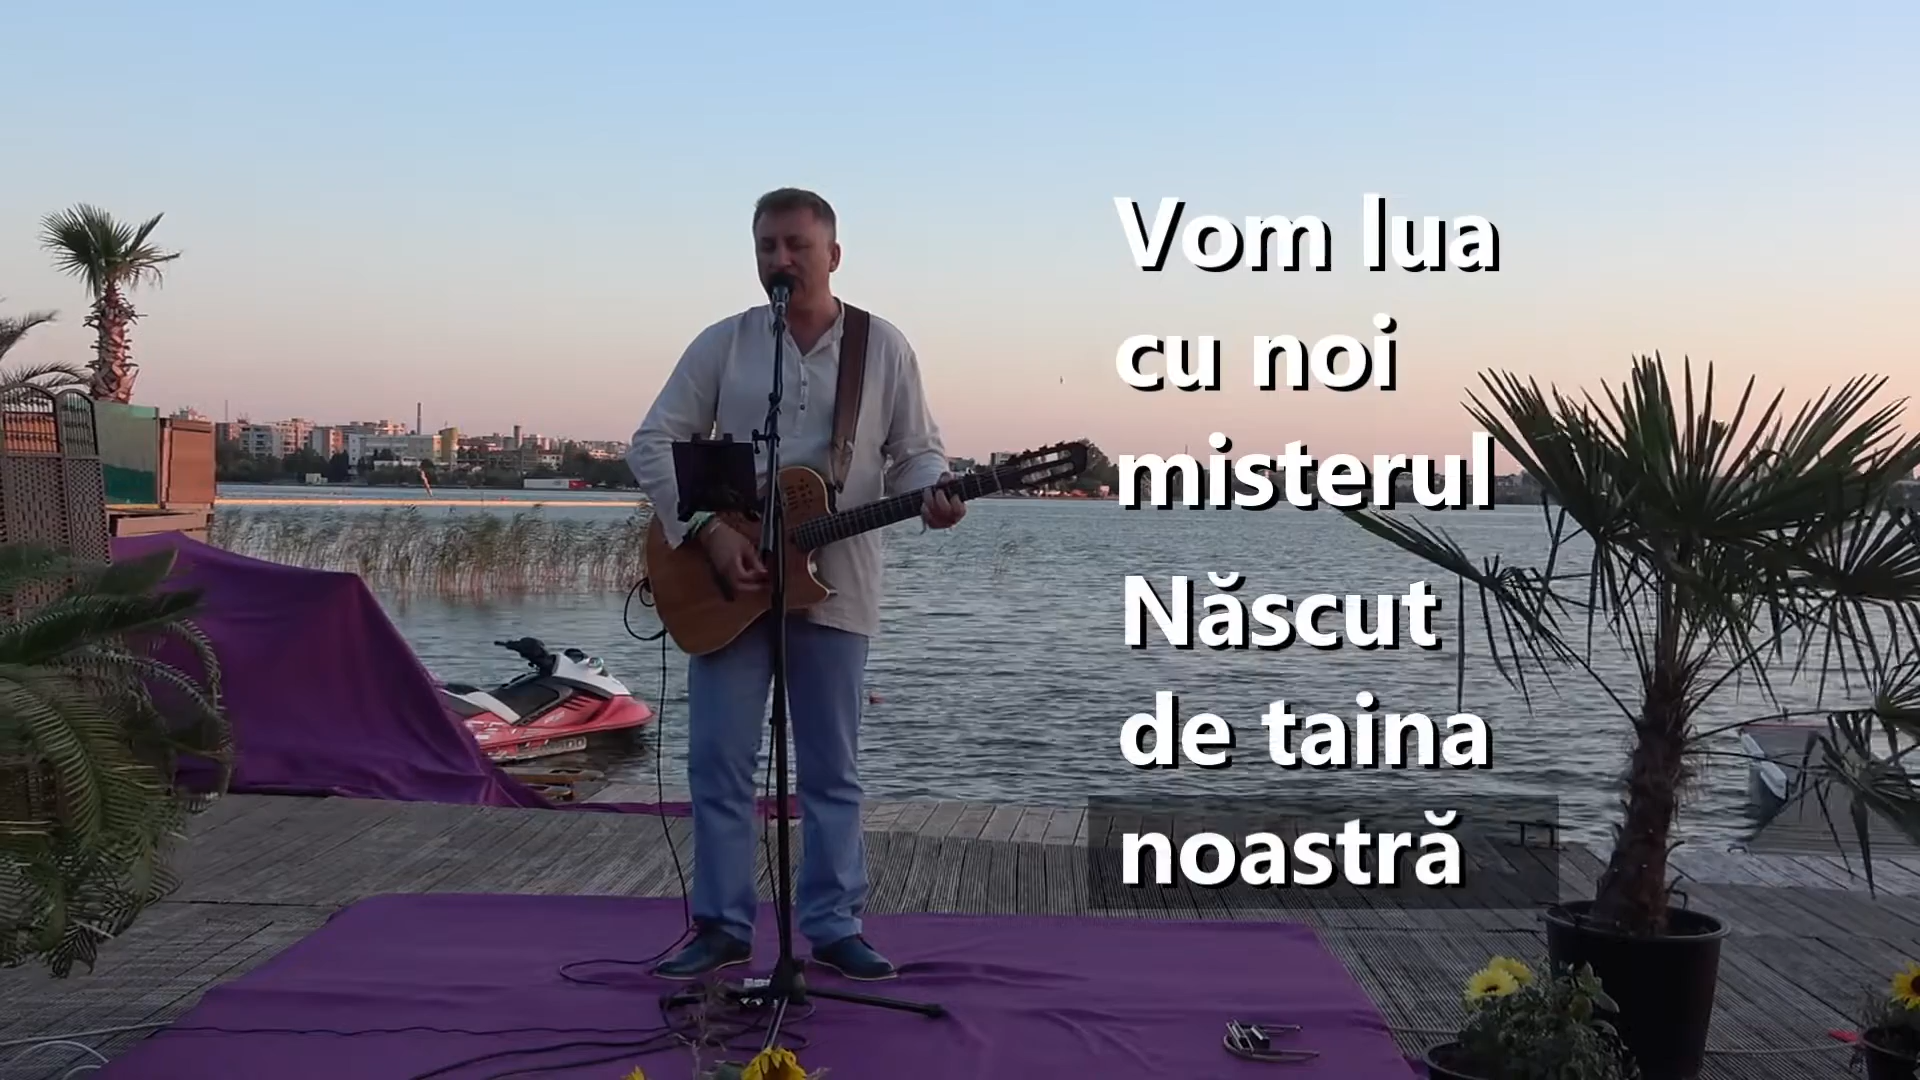 Vom lua
cu noi
misterul
Născut
de taina
noastră